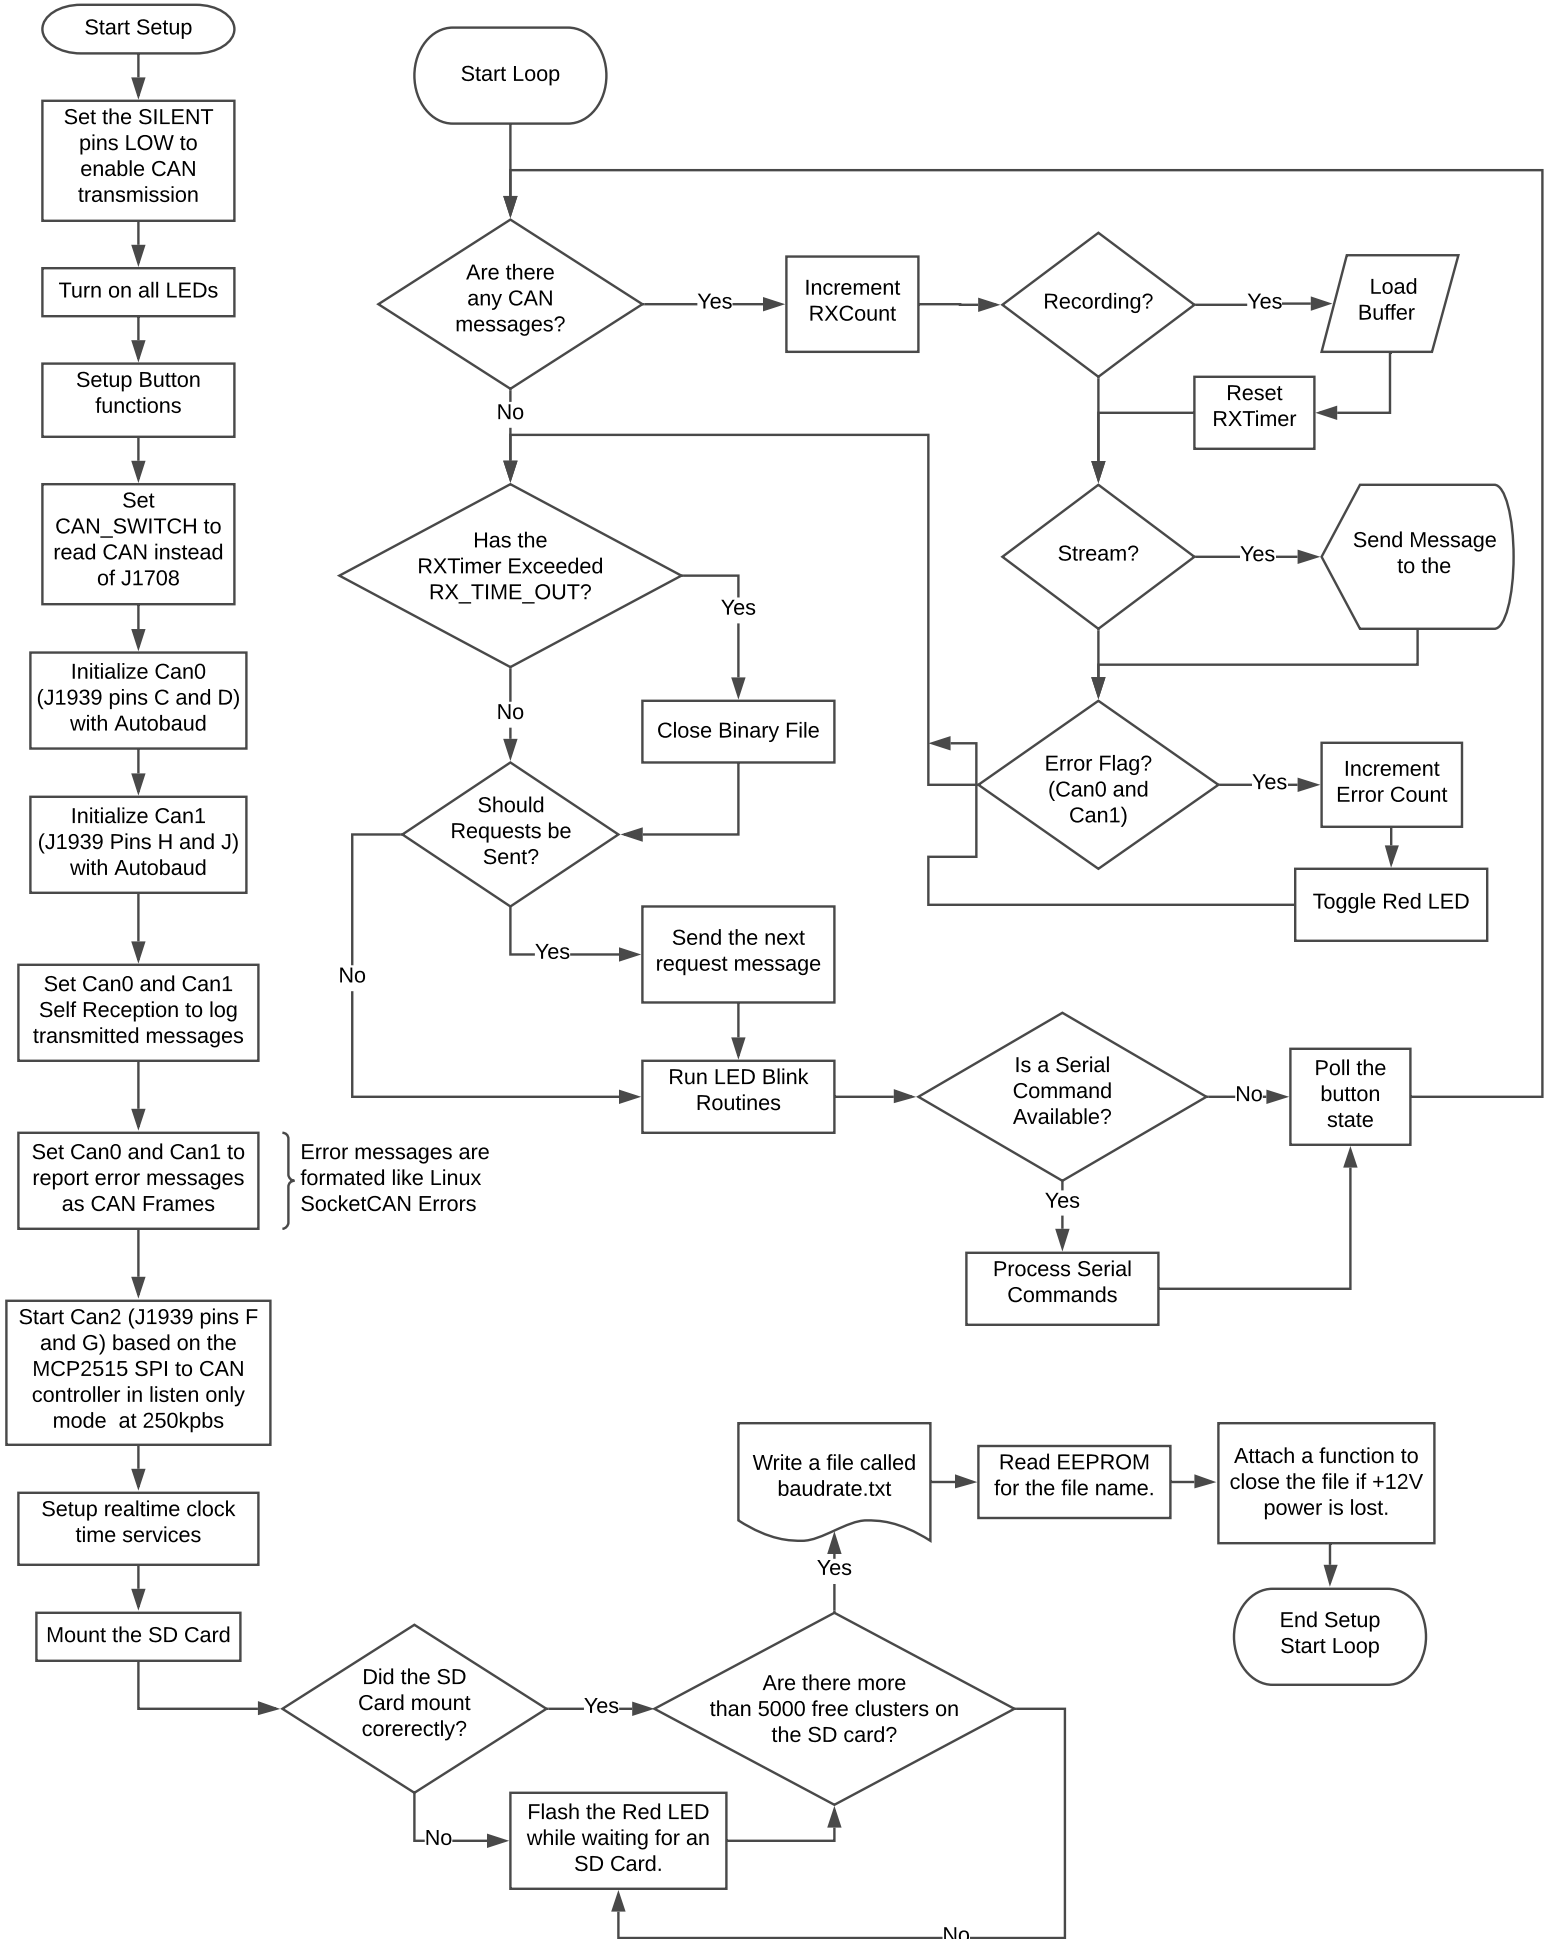 Start Setup
Set the SILENT
pins LOW to
enable CAN
transmission
Turn on all LEDs
Setup Button
functions
Set
CAN_SWITCH to
read CAN instead
of J1708
Initialize Can0
(J1939 pins C and D)
with Autobaud
Initialize Can1
(J1939 Pins H and J)
with Autobaud
Set Can0 and Can1
Self Reception to log
transmitted messages
Set Can0 and Can1 to
report error messages
as CAN Frames
Error messages are
formated like Linux
SocketCAN Errors
Start Can2 (J1939 pins F
and G) based on the
MCP2515 SPI to CAN
controller in listen only
mode  at 250kpbs
Setup realtime clock
time services
Mount the SD Card
Did the SD
Card mount
corerectly?
Yes
No
Flash the Red LED
while waiting for an
SD Card.
Are there more
than 5000 free clusters on
the SD card?
No
Yes
Write a file called
baudrate.txt
Read EEPROM
for the file name.
Attach a function to
close the file if +12V
power is lost.
End Setup
Start Loop
Start Loop
Are there
any CAN
messages?
Yes
Increment
RXCount
Recording?
Yes
Load
Buffer
Reset
RXTimer
Stream?
Yes
Send Message
to the
Error Flag?
(Can0 and
Can1)
Yes
Increment
Error Count
Toggle Red LED
No
Has the
RXTimer Exceeded
RX_TIME_OUT?
Yes
Close Binary File
No
Should
Requests be
Sent?
Yes
Send the next
request message
No
Run LED Blink
Routines
Is a Serial
Command
Available?
No
Poll the
button
state
Yes
Process Serial
Commands